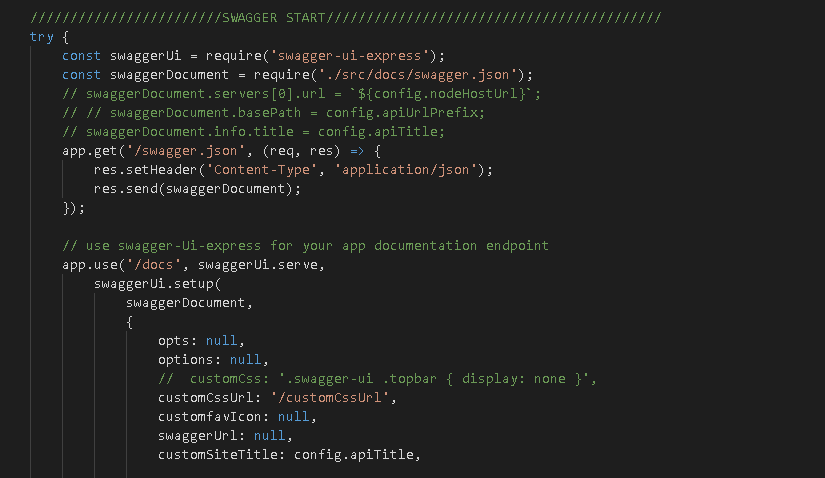 ////////////////////////SWAGGER START//////////////////////////////////////////
try {
const swaggerUi = require('swagger-ui-express');
const swaggerDocument = require('./src/docs/swagger.json');
// swaggerDocument.servers[0].url = `${config.nodeHostUrl}`;
// // swaggerDocument.basePath = config.apiUrlPrefix;
// swaggerDocument.info.title = config.apiTitle;
app.get('/swagger.json', (req, res) => {
res.setHeader('Content-Type', 'application/json');
res.send(swaggerDocument);
});
// use swagger-Ui-express for your app documentation endpoint
app.use('/docs', swaggerUi.serve,
swaggerUi.setup(
swaggerDocument,
{
opts: null,
options: null,
//  customCss: '.swagger-ui .topbar { display: none }',
customCssUrl: '/customCssUrl',
customfavIcon: null,
swaggerUrl: null,
customSiteTitle: config.apiTitle,